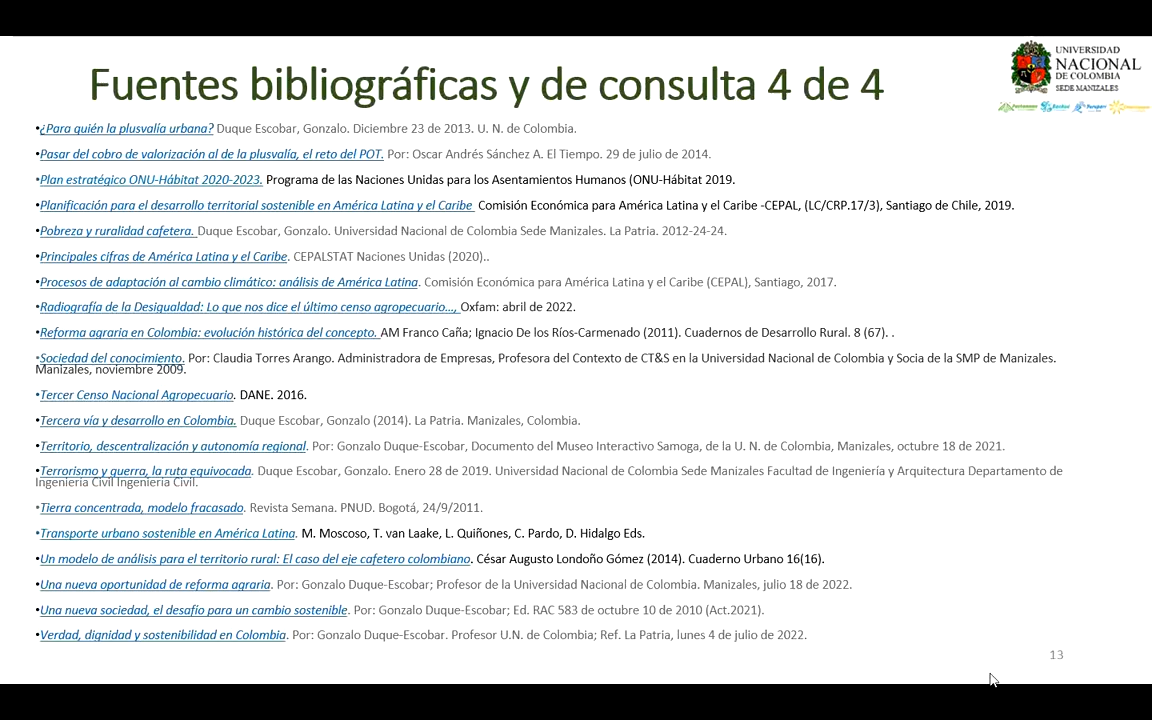 Fuentes bibliográficas y de consulta 4 de 4
UNIVERSIDAD
NACIONAL
DE COLOMBIA
SEDE MANIZALES
•¿Para quién la plusvalía urbana? Duque Escobar, Gonzalo. Diciembre 23 de 2013. U. N. de Colombia.
•Pasar del cobro de valorización al de la plusvalía, el reto del POT. Por: Oscar Andrés Sánchez A. El Tiempo. 29 de julio de 2014.
•Plan estratégico ONU-Hábitat 2020-2023. Programa de las Naciones Unidas para los Asentamientos Humanos (ONU-Hábitat 2019.
•Planificación para el desarrollo territorial sostenible en América Latina y el Caribe Comisión Económica para América Latina y el Caribe -CEPAL, (LC/CRP.17/3), Santiago de Chile, 2019.
•Pobreza y ruralidad cafetera. Duque Escobar, Gonzalo. Universidad Nacional de Colombia Sede Manizales. La Patria. 2012-24-24.
•Principales cifras de América Latina y el Caribe. CEPALSTAT Naciones Unidas (2020)..
•Procesos de adaptación al cambio climático: análisis de América Latina. Comisión Económica para América Latina y el Caribe (CEPAL), Santiago, 2017.
•Radiografía de la Desigualdad: Lo que nos dice el último censo agropecuario..., Oxfam: abril de 2022.
•Reforma agraria en Colombia: evolución histórica del concepto. AM Franco Caña; Ignacio De los Ríos-Carmenado (2011). Cuadernos de Desarrollo Rural. 8 (67). .
•Sociedad del conocimiento. Por: Claudia Torres Arango. Administradora de Empresas, Profesora del Contexto de CT&S en la Universidad Nacional de Colombia y Socia de la SMP de Manizales.
Manizales, noviembre 2009.
•Tercer Censo Nacional Agropecuario. DANE. 2016.
•Tercera vía y desarrollo en Colombia. Duque Escobar, Gonzalo (2014). La Patria. Manizales, Colombia.
•Territorio, descentralización y autonomía regional. Por: Gonzalo Duque-Escobar, Documento del Museo Interactivo Samoga, de la U. N. de Colombia, Manizales, octubre 18 de 2021.
•Terrorismo y guerra, la ruta equivocada. Duque Escobar, Gonzalo. Enero 28 de 2019. Universidad Nacional de Colombia Sede Manizales Facultad de Ingeniería y Arquitectura Departamento de
Ingeniería Civil Ingeniería Civil.
•Tierra concentrada, modelo fracasado. Revista Semana. PNUD. Bogotá, 24/9/2011.
•Transporte urbano sostenible en América Latina. M. Moscoso, T. van Laake, L. Quiñones, C. Pardo, D. Hidalgo Eds.
•Un modelo de análisis para el territorio rural: El caso del eje cafetero colombiano. César Augusto Londoño Gómez (2014). Cuaderno Urbano 16(16).
•Una nueva oportunidad de reforma agraria. Por: Gonzalo Duque-Escobar; Profesor de la Universidad Nacional de Colombia. Manizales, julio 18 de 2022.
•Una nueva sociedad, el desafío para un cambio sostenible. Por: Gonzalo Duque-Escobar; Ed. RAC 583 de octubre 10 de 2010 (Act.2021).
•Verdad, dignidad y sostenibilidad en Colombia. Por: Gonzalo Duque-Escobar. Profesor U.N. de Colombia; Ref. La Patria, lunes 4 de julio de 2022.
13